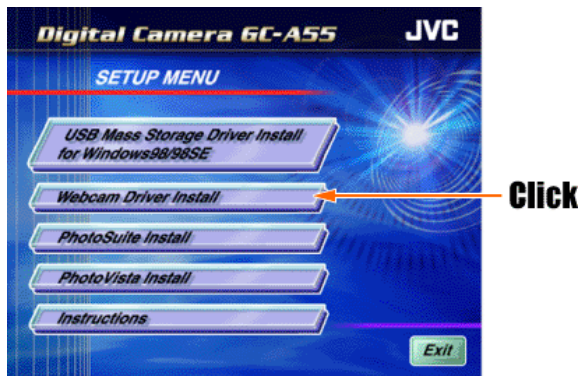 Digital Camera GC-A55
JVC
SETUP MENU
USB Mass Storage Driver Install
for Windows98/98SE
Webcam Driver Install
Click
PhotoSuite Install
PhotoVista Install
Instructions
Exit